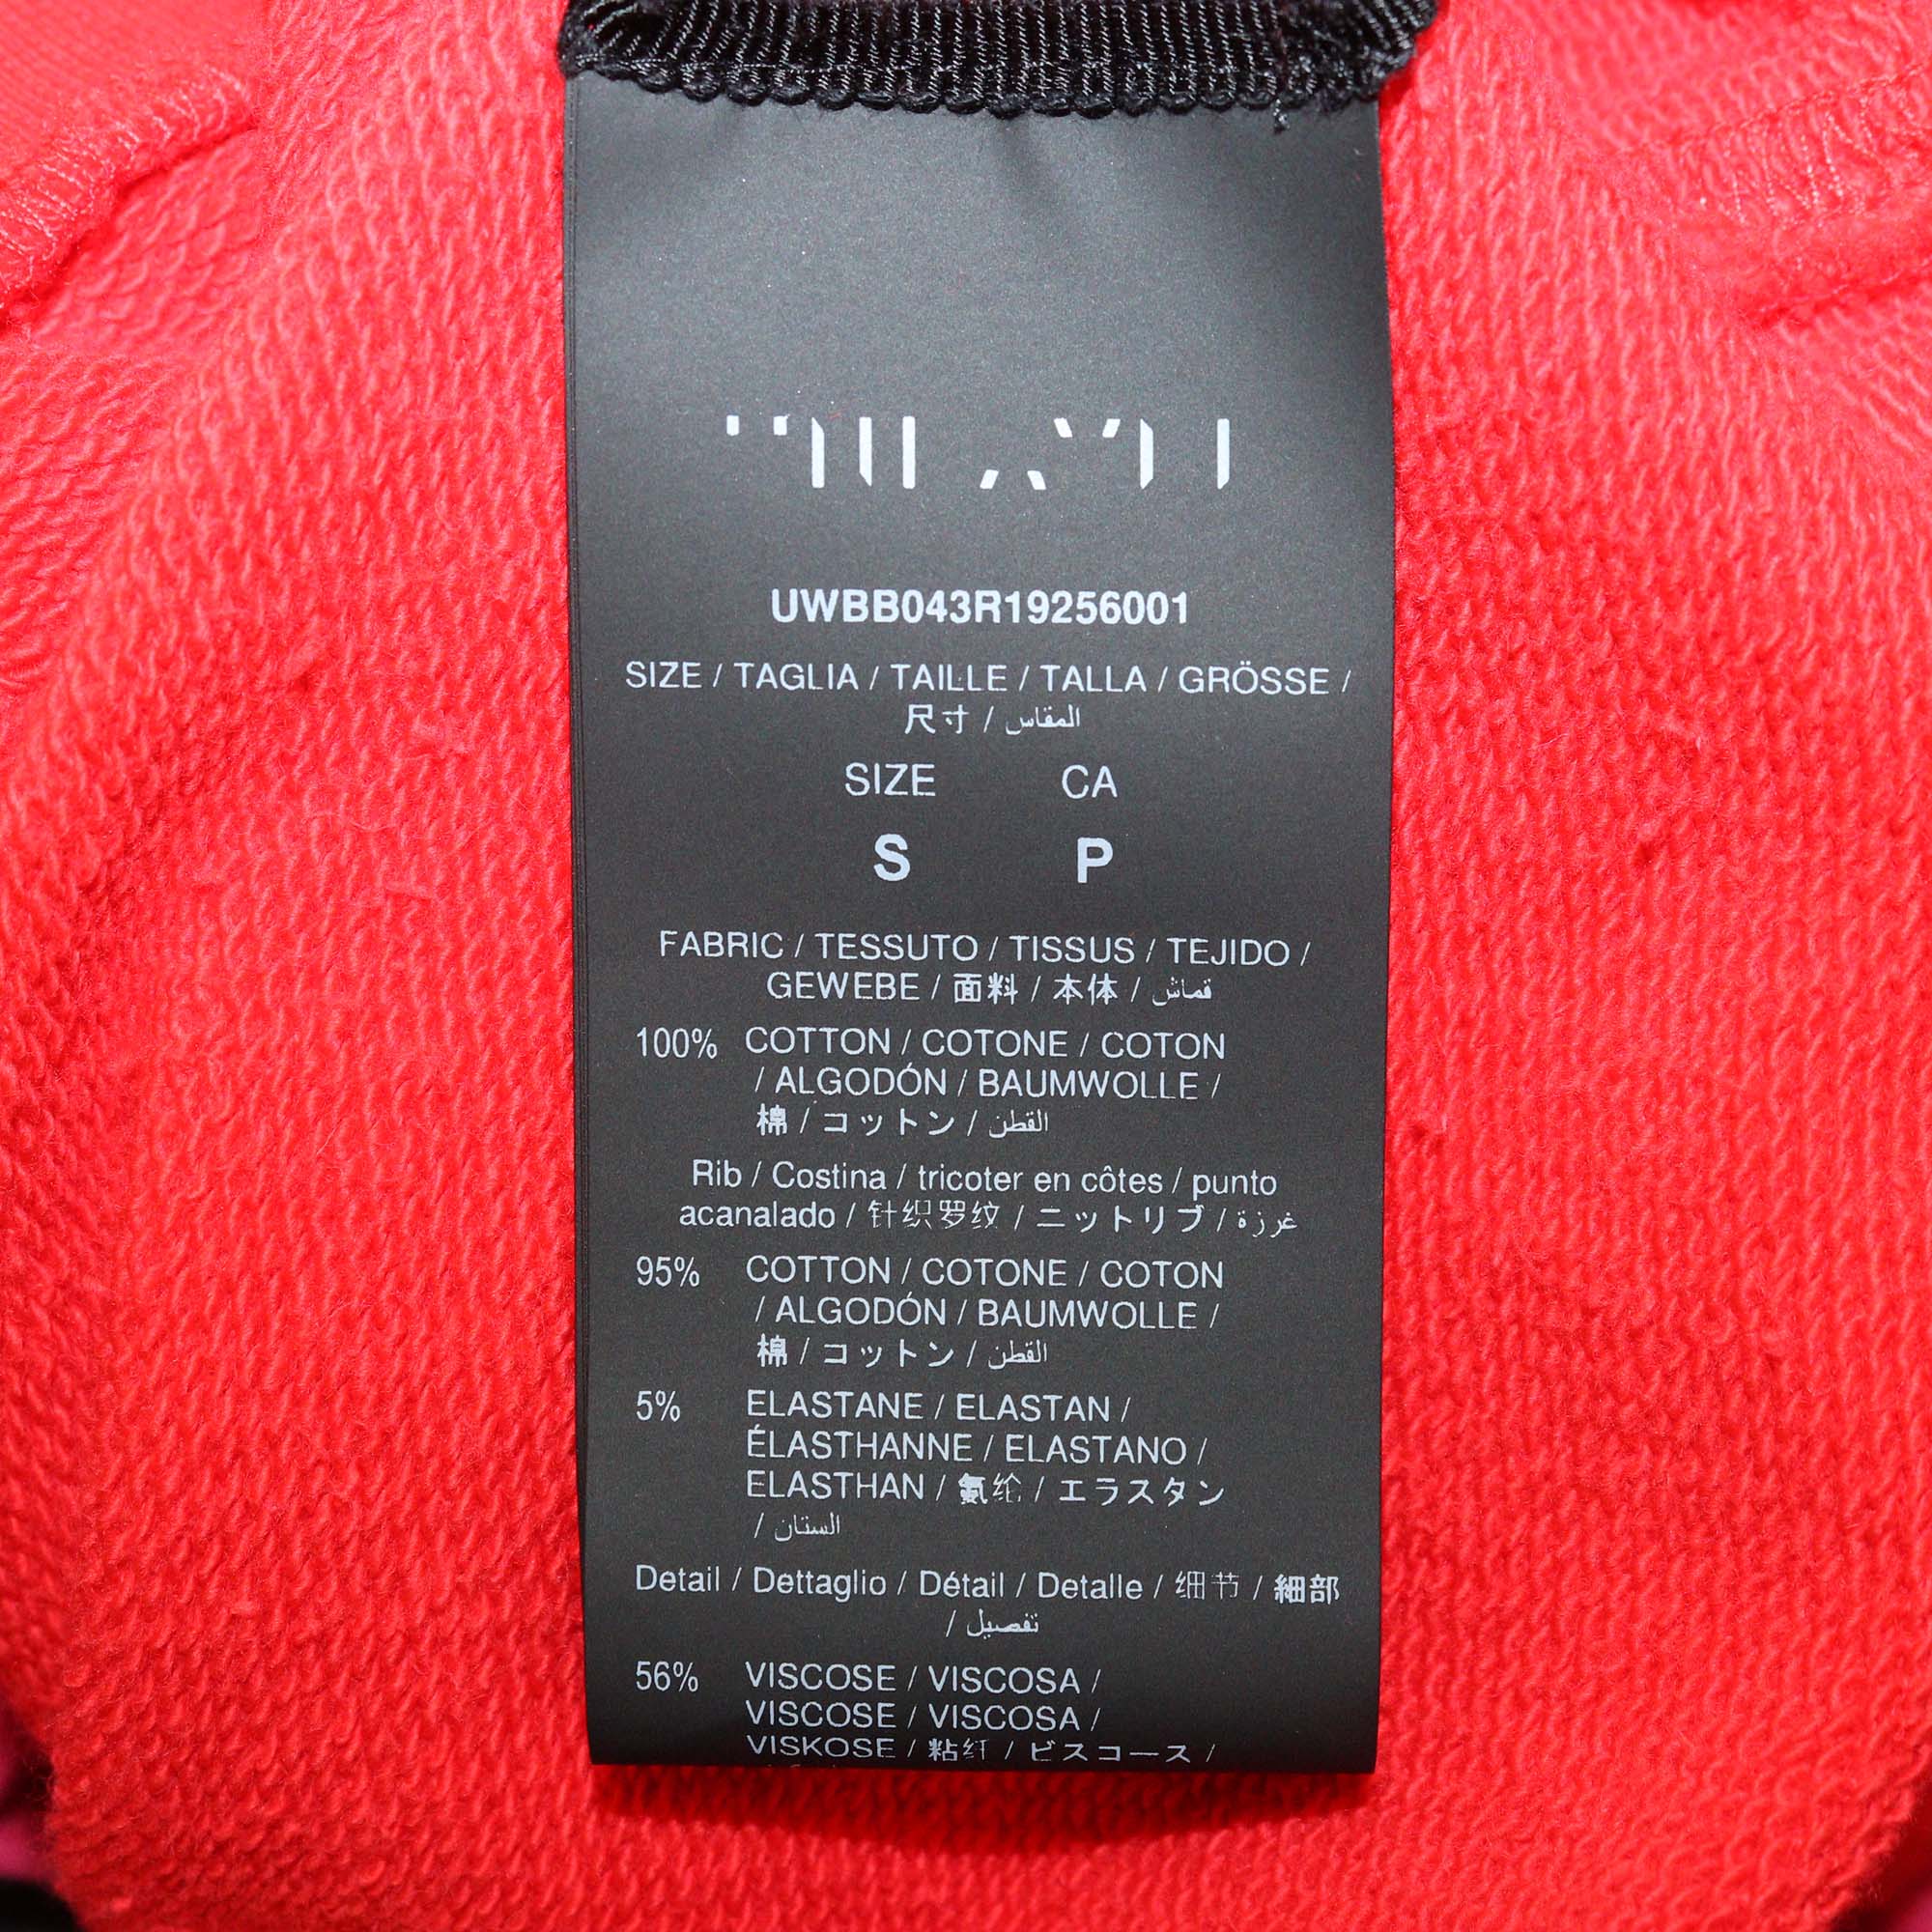 UWBB043R19256001
SIZE / TAGLIA / TAILLE / TALLA / GRÖSSE /
尺寸 / المقاس
SIZE CA
S P
FABRIC / TESSUTO / TISSUS / TEJIDO /
GEWEBE / 面料 / 本体 / قماش
100% COTTON / COTONE / COTON
/ ALGODÓN / BAUMWOLLE /
棉 / コットン / القطن
Rib / Costina / tricoter en côtes / punto
acanalado / 针织罗纹 / ニットリブ / غرزة
95% COTTON / COTONE / COTON
/ ALGODÓN / BAUMWOLLE /
棉 / コットン / القطن
5% ELASTANE / ELASTAN /
ÉLASTHANNE / ELASTANO /
ELASTHAN / 氨纶 / エラスタン
/ الستان
Detail / Dettaglio / Détail / Detalle / 细节 / 細部
/ تفصيل
56% VISCOSE / VISCOSA /
VISCOSE / VISCOSA /
VISKOSE / 粘纤 / ビスコース /